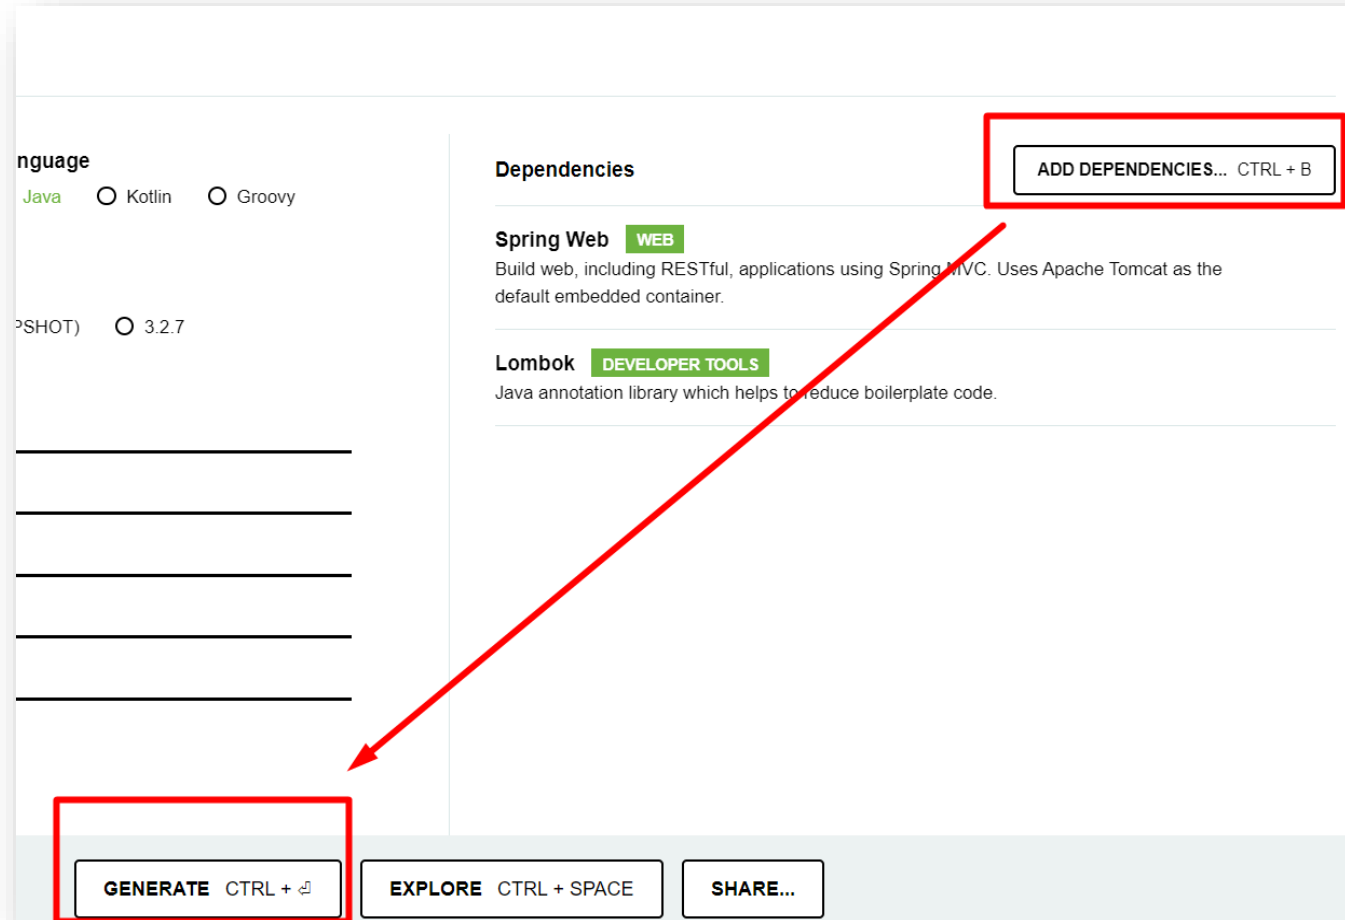 nguage
Java Kotlin Groovy
PSHOT) 3.2.7
Dependencies ADD DEPENDENCIES... CTRL + B
Spring Web WEB
Build web, including RESTful, applications using Spring MVC. Uses Apache Tomcat as the
default embedded container.
Lombok DEVELOPER TOOLS
Java annotation library which helps to reduce boilerplate code.
GENERATE CTRL + ⏎ EXPLORE CTRL + SPACE SHARE...